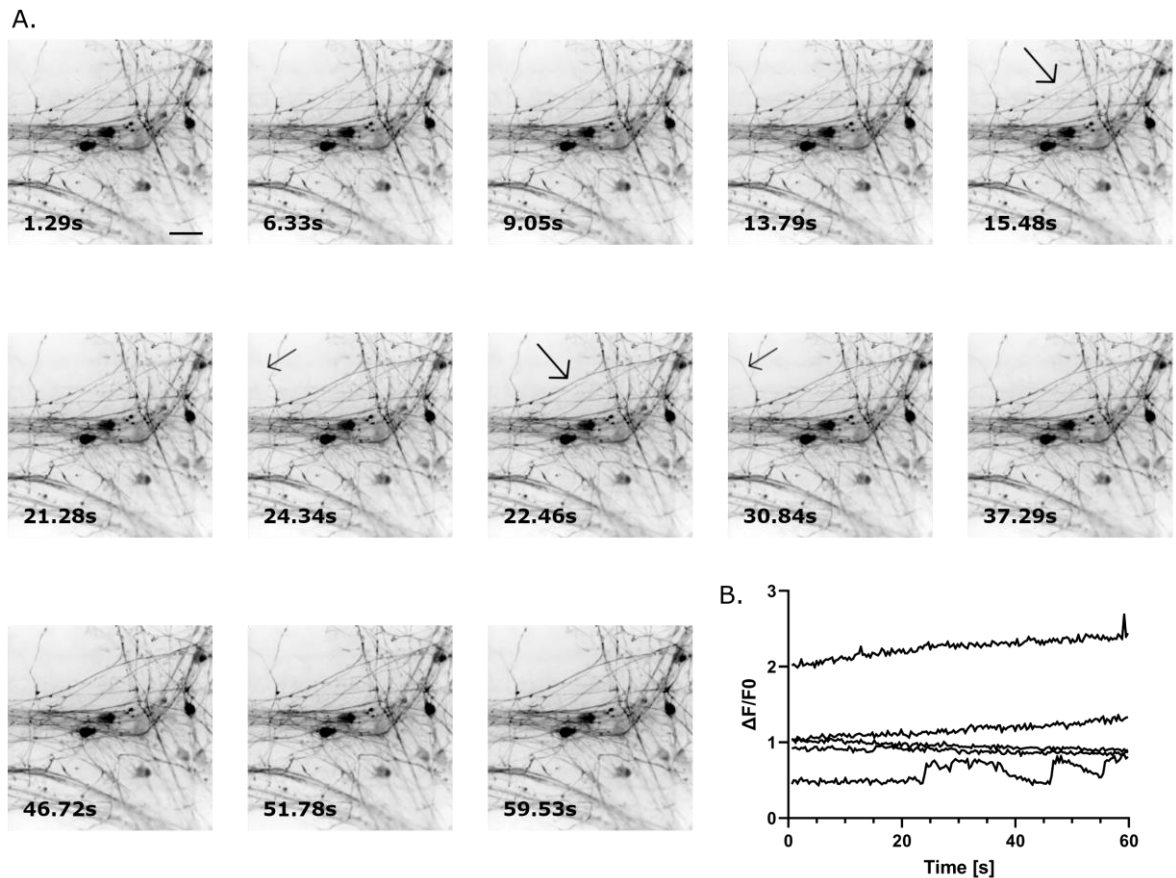 A.
1.29s
6.33s
9.05s
13.79s
15.48s
21.28s
24.34s
22.46s
30.84s
37.29s
46.72s
51.78s
59.53s
B.
ΔF/F0
3
2
1
0
0
20
40
60
Time [s]